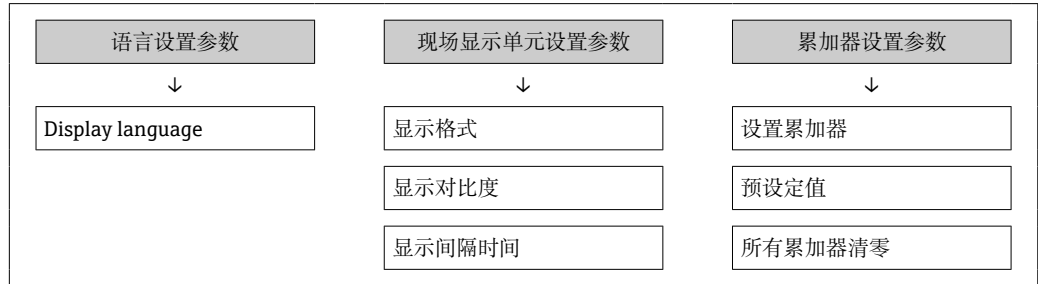 语言设置参数
现场显示单元设置参数
累加器设置参数
↓
↓
↓
Display language
显示格式
设置累加器
显示对比度
预设定值
显示间隔时间
所有累加器清零